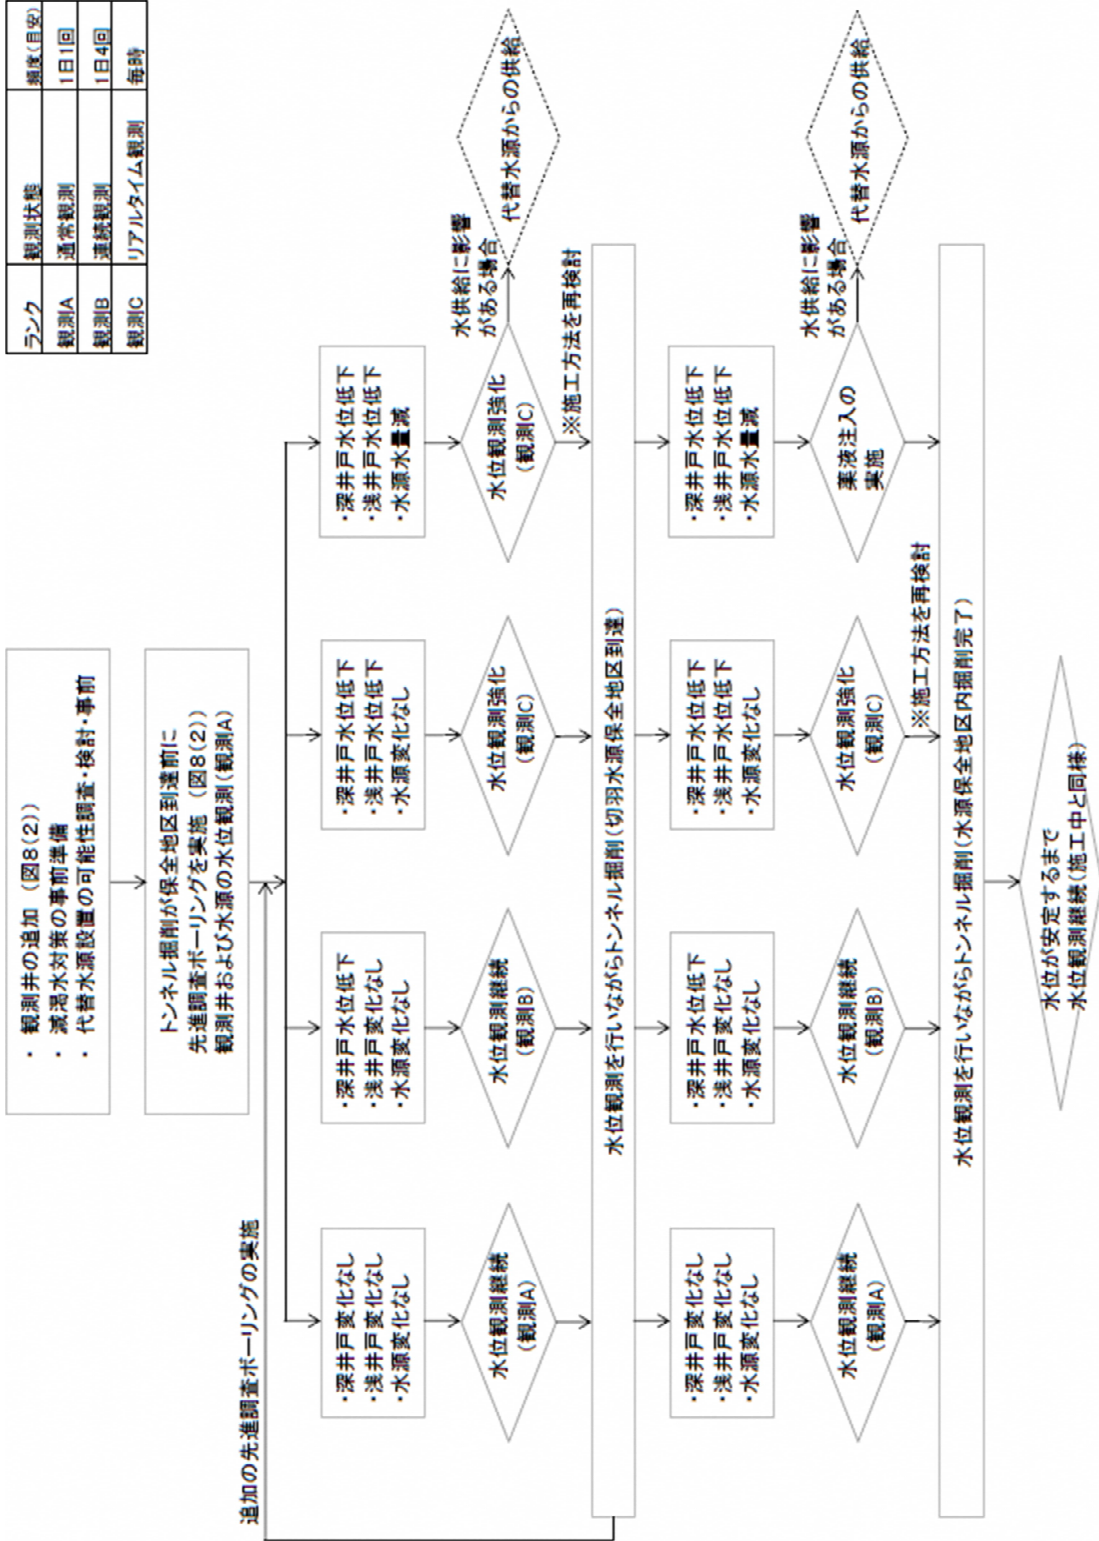 ・ 観測井の追加 (図8(2))
・ 減渇水対策の事前準備
・ 代替水源設置の可能性調査・検討・事前
ランク 観測状態 頻度(目安)
観測A 通常観測 1日1回
観測B 連続観測 1日4回
観測C リアルタイム観測 毎時
トンネル掘削が保全地区到達前に
先進調査ボーリングを実施 (図8(2))
観測井および水源の水位観測(観測A)
追加の先進調査ボーリングの実施
・深井戸変化なし
・浅井戸変化なし
・水源変化なし
・深井戸水位低下
・浅井戸変化なし
・水源変化なし
・深井戸水位低下
・浅井戸水位低下
・水源変化なし
・深井戸水位低下
・浅井戸水位低下
・水源水量減
水位観測継続
(観測A)
水位観測継続
(観測B)
水位観測強化
(観測C)
水位観測強化
(観測C)
水供給に影響
がある場合
代替水源からの供給
※施工方法を再検討
水位観測を行いながらトンネル掘削(切羽水源保全地区到達)
・深井戸変化なし
・浅井戸変化なし
・水源変化なし
・深井戸水位低下
・浅井戸変化なし
・水源変化なし
・深井戸水位低下
・浅井戸水位低下
・水源変化なし
・深井戸水位低下
・浅井戸水位低下
・水源水量減
水位観測継続
(観測A)
水位観測継続
(観測B)
水位観測強化
(観測C)
薬液注入の
実施
水供給に影響
がある場合
代替水源からの供給
※施工方法を再検討
水位観測を行いながらトンネル掘削(水源保全地区内掘削完了)
水位が安定するまで
水位観測継続(施工中と同様)